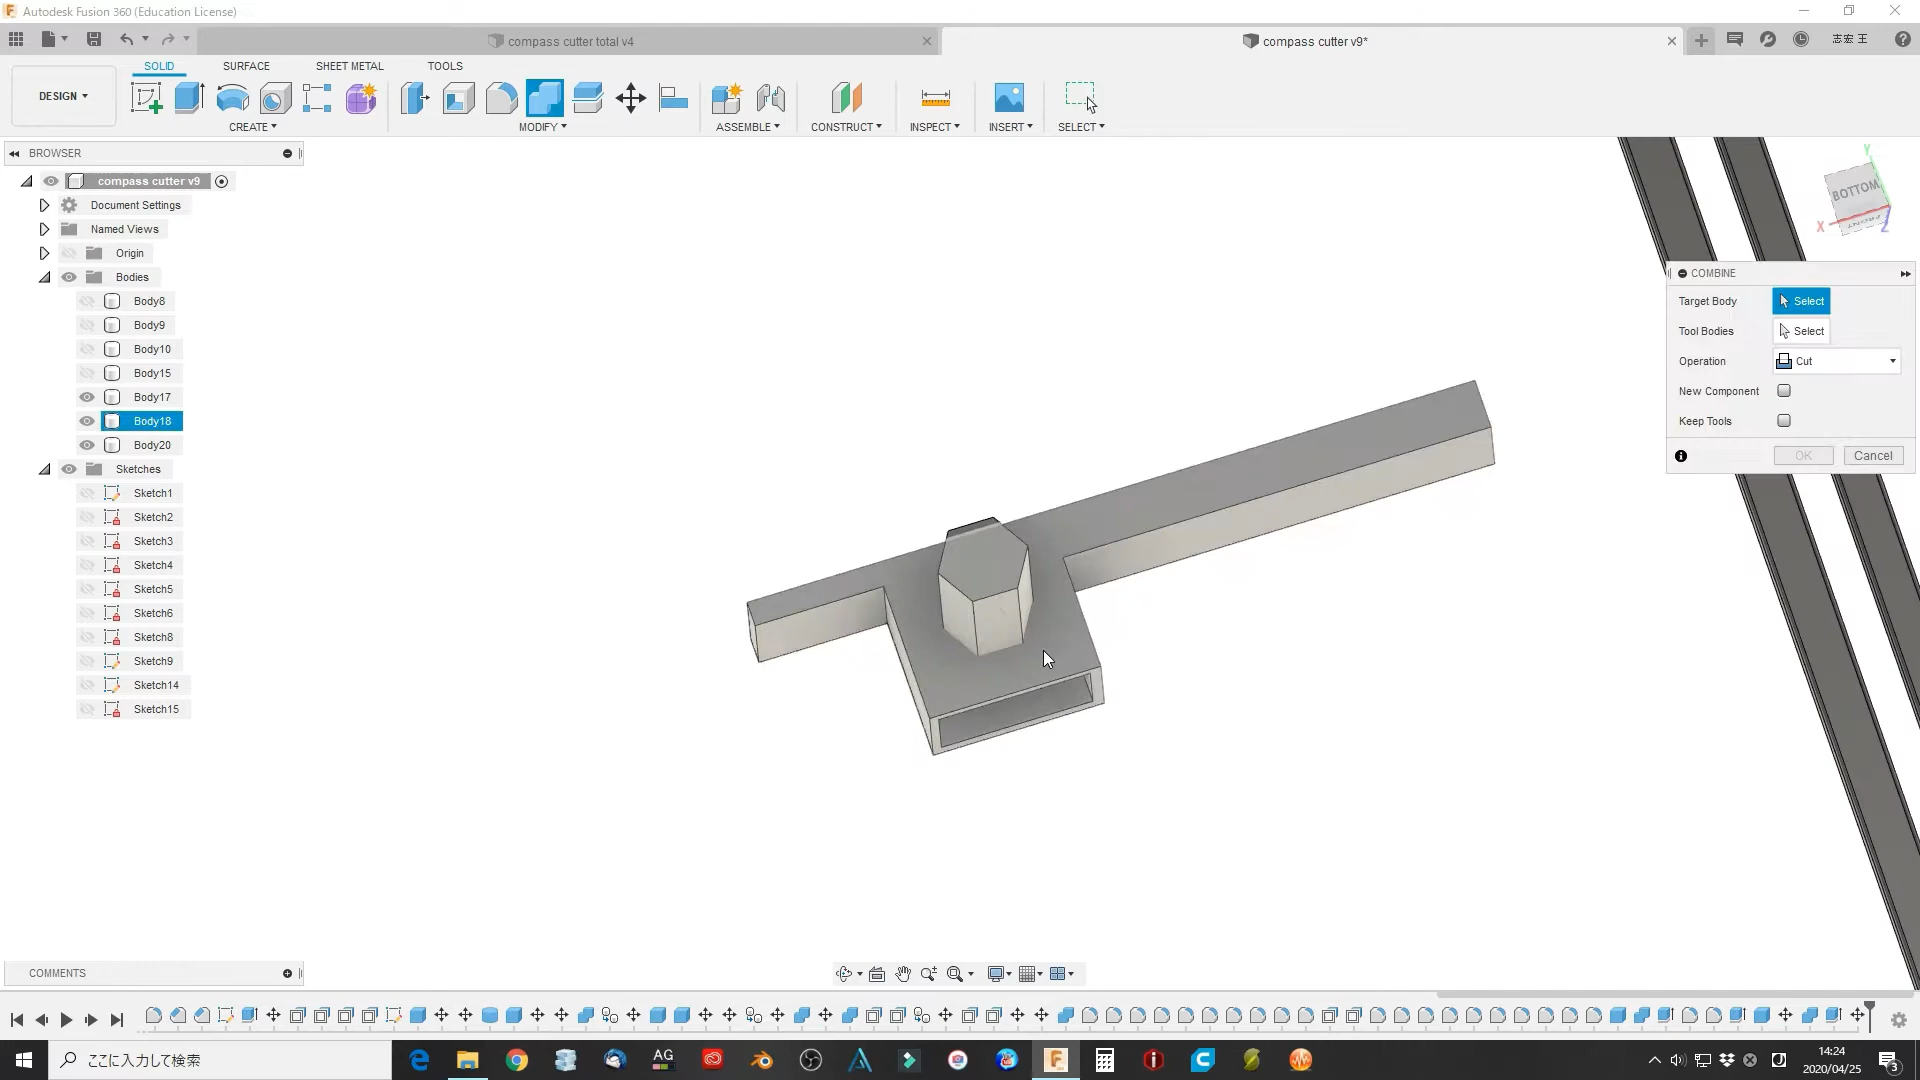 Autodesk Fusion 360 (Education License)
compass cutter total v4
compass cutter v9*
志宏 王
DESIGN
SOLID SURFACE SHEET METAL TOOLS
CREATE MODIFY ASSEMBLE CONSTRUCT INSPECT INSERT SELECT
BROWSER
compass cutter v9
Document Settings
Named Views
Origin
Bodies
Body8
Body9
Body10
Body15
Body17
Body18
Body20
Sketches
Sketch1
Sketch2
Sketch3
Sketch4
Sketch5
Sketch6
Sketch8
Sketch9
Sketch14
Sketch15
Y
BOTTOM
X
Z
COMBINE
Target Body Select
Tool Bodies Select
Operation Cut
New Component
Keep Tools
OK Cancel
COMMENTS
ここに入力して検索
AG
14:24
2020/04/25
3